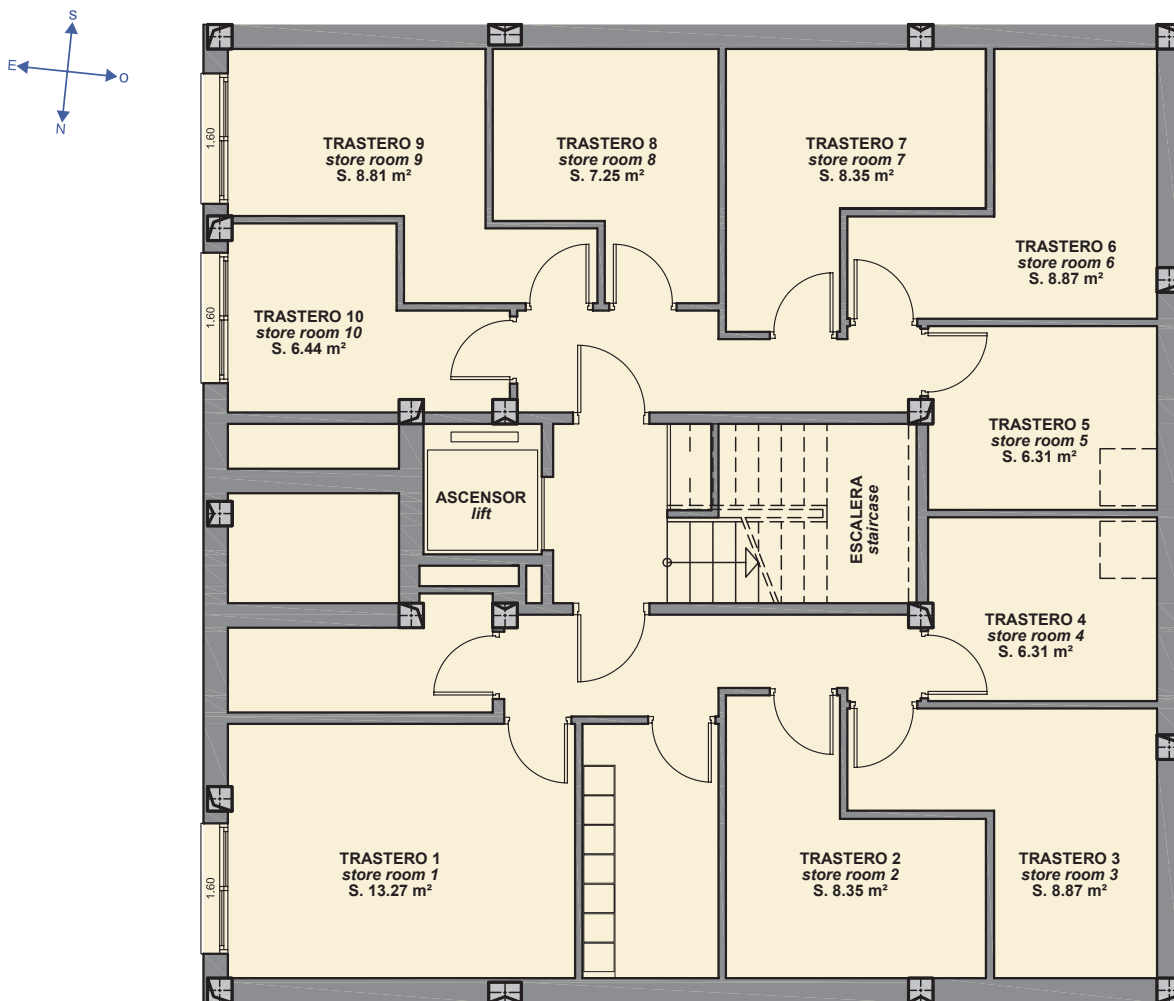 S
E
O
N
TRASTERO 9
store room 9
S. 8.81 m²
TRASTERO 8
store room 8
S. 7.25 m²
TRASTERO 7
store room 7
S. 8.35 m²
1.60
TRASTERO 6
store room 6
S. 8.87 m²
TRASTERO 10
store room 10
S. 6.44 m²
1.60
TRASTERO 5
store room 5
S. 6.31 m²
ASCENSOR
lift
ESCALERA
staircase
TRASTERO 4
store room 4
S. 6.31 m²
TRASTERO 1
store room 1
S. 13.27 m²
1.60
TRASTERO 2
store room 2
S. 8.35 m²
TRASTERO 3
store room 3
S. 8.87 m²